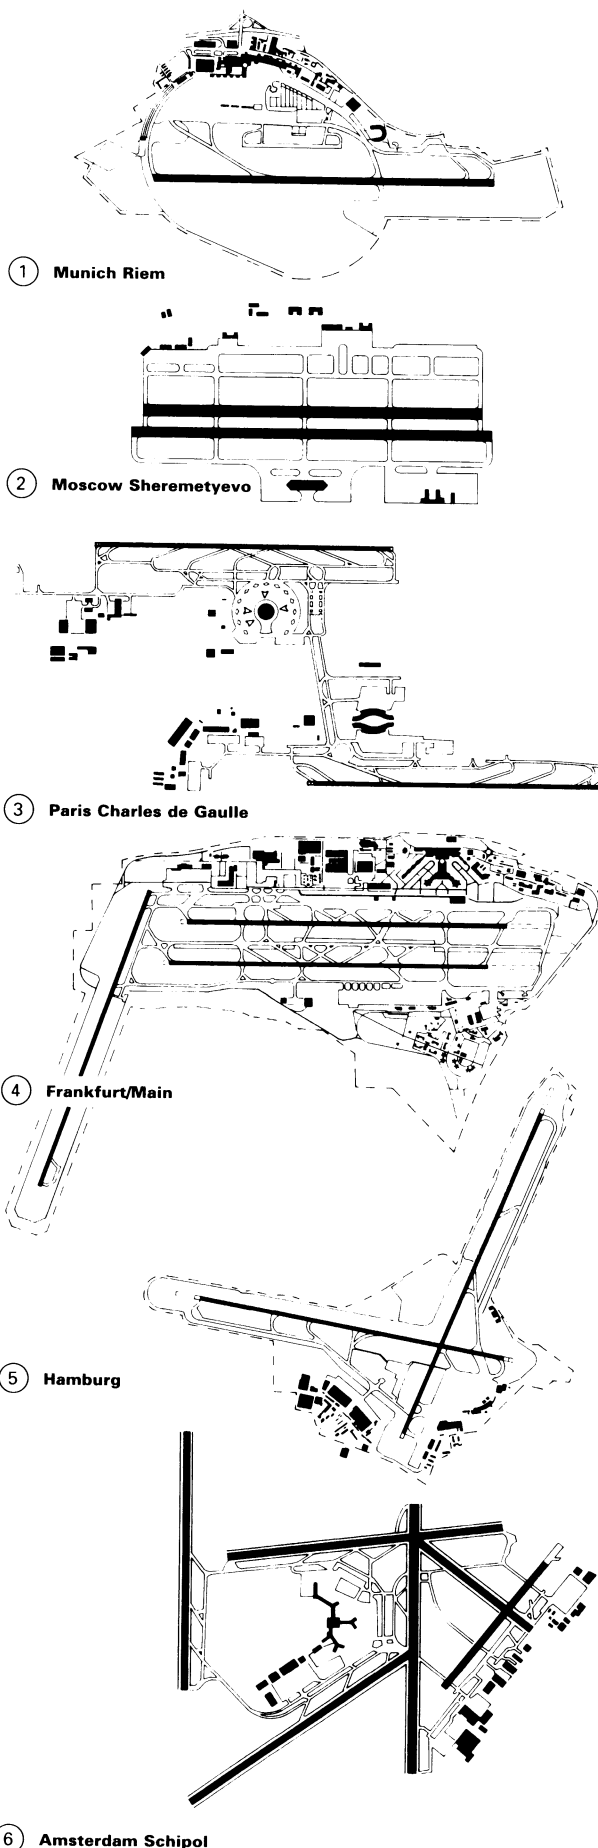 1 Munich Riem
2 Moscow Sheremetyevo
3 Paris Charles de Gaulle
4 Frankfurt/Main
5 Hamburg
6 Amsterdam Schipol